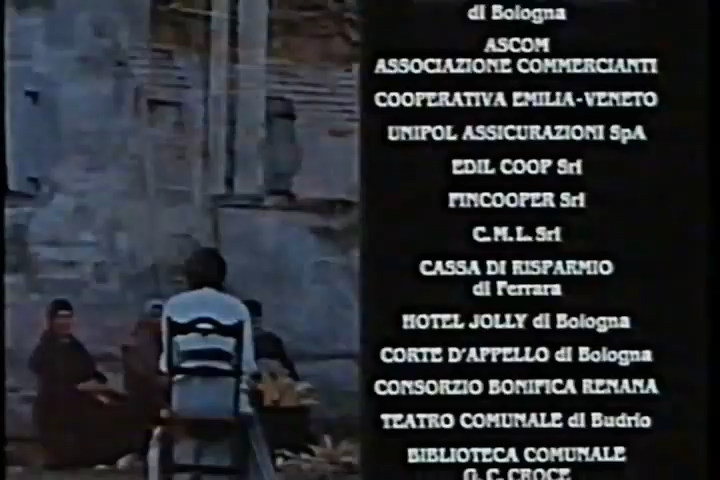 di Bologna
ASCOM
ASSOCIAZIONE COMMERCIANTI
COOPERATIVA EMILIA-VENETO
UNIPOL ASSICURAZIONI SpA
EDIL COOP Srl
FINCOOPER Srl
C.M.L. Srl
CASSA DI RISPARMIO
di Ferrara
HOTEL JOLLY di Bologna
CORTE D'APPELLO di Bologna
CONSORZIO BONIFICA RENANA
TEATRO COMUNALE di Budrio
BIBLIOTECA COMUNALE
G. C. CROCE